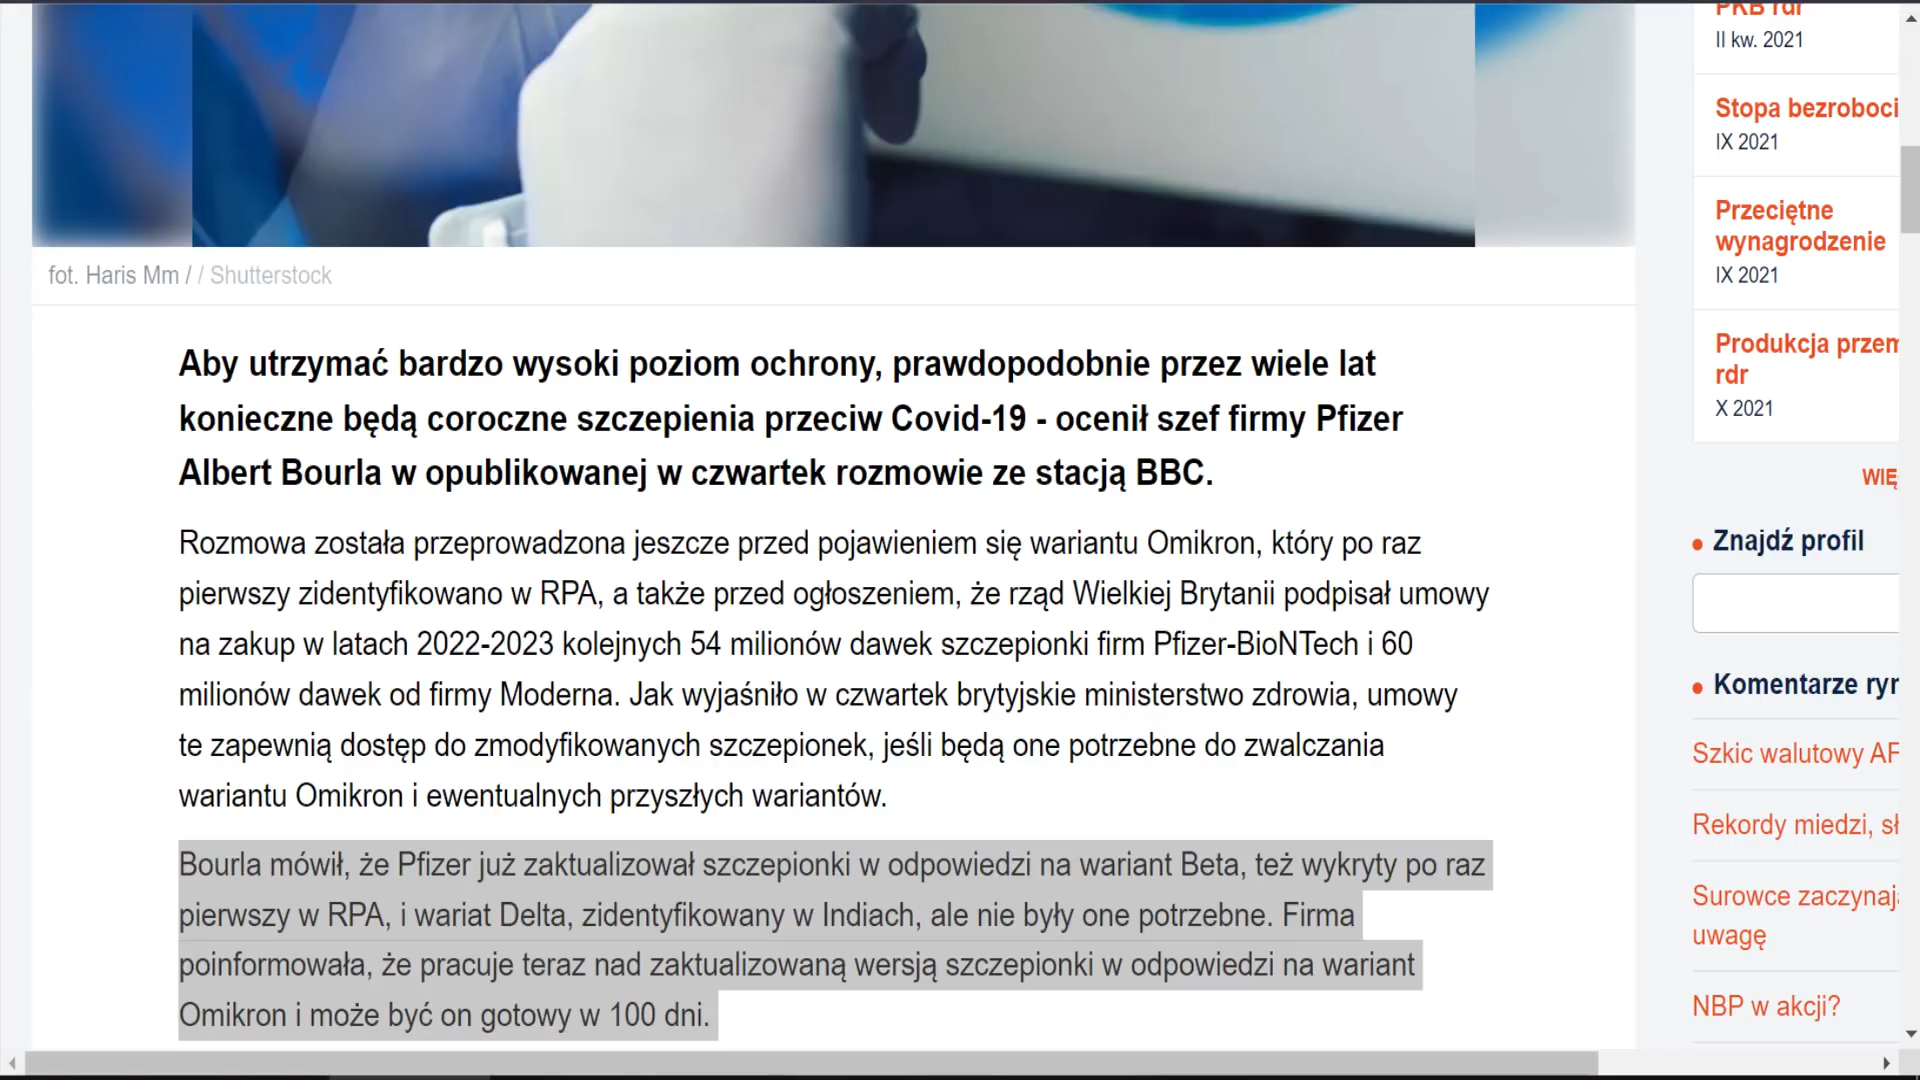 PKB rdr
II kw. 2021
Stopa bezroboci
IX 2021
Przeciętne
wynagrodzenie
IX 2021
Produkcja przem
rdr
X 2021
WIĘ
fot. Haris Mm / / Shutterstock
Aby utrzymać bardzo wysoki poziom ochrony, prawdopodobnie przez wiele lat
konieczne będą coroczne szczepienia przeciw Covid-19 - ocenił szef firmy Pfizer
Albert Bourla w opublikowanej w czwartek rozmowie ze stacją BBC.
Rozmowa została przeprowadzona jeszcze przed pojawieniem się wariantu Omikron, który po raz
pierwszy zidentyfikowano w RPA, a także przed ogłoszeniem, że rząd Wielkiej Brytanii podpisał umowy
na zakup w latach 2022-2023 kolejnych 54 milionów dawek szczepionki firm Pfizer-BioNTech i 60
milionów dawek od firmy Moderna. Jak wyjaśniło w czwartek brytyjskie ministerstwo zdrowia, umowy
te zapewnią dostęp do zmodyfikowanych szczepionek, jeśli będą one potrzebne do zwalczania
wariantu Omikron i ewentualnych przyszłych wariantów.
Bourla mówił, że Pfizer już zaktualizował szczepionki w odpowiedzi na wariant Beta, też wykryty po raz
pierwszy w RPA, i wariat Delta, zidentyfikowany w Indiach, ale nie były one potrzebne. Firma
poinformowała, że pracuje teraz nad zaktualizowaną wersją szczepionki w odpowiedzi na wariant
Omikron i może być on gotowy w 100 dni.
Znajdź profil
Komentarze ryn
Szkic walutowy AF
Rekordy miedzi, sł
Surowce zaczynaj
uwagę
NBP w akcji?